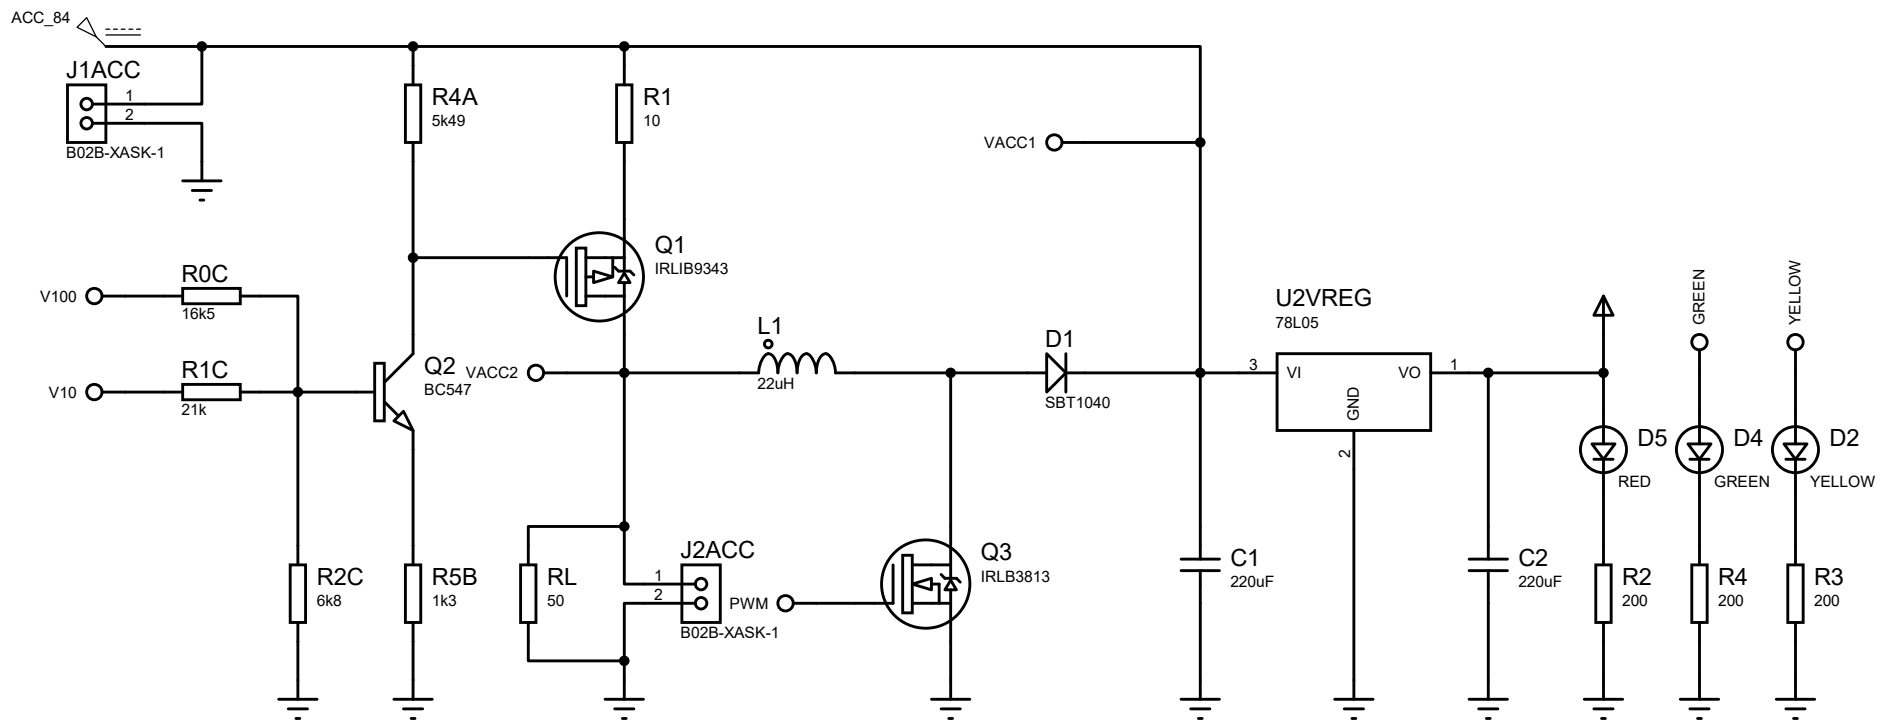 ACC_84
J1ACC
1
2
B02B-XASK-1
R4A
5k49
R1
10
VACC1
Q1
IRLIB9343
V100
R0C
16k5
V10
R1C
21k
Q2
BC547
VACC2
L1
22uH
D1
SBT1040
U2VREG
78L05
3
VI
VO
1
GND
2
GREEN
YELLOW
D5
RED
D4
GREEN
D2
YELLOW
R2C
6k8
R5B
1k3
RL
50
J2ACC
1
2
B02B-XASK-1
PWM
Q3
IRLB3813
C1
220uF
C2
220uF
R2
200
R4
200
R3
200